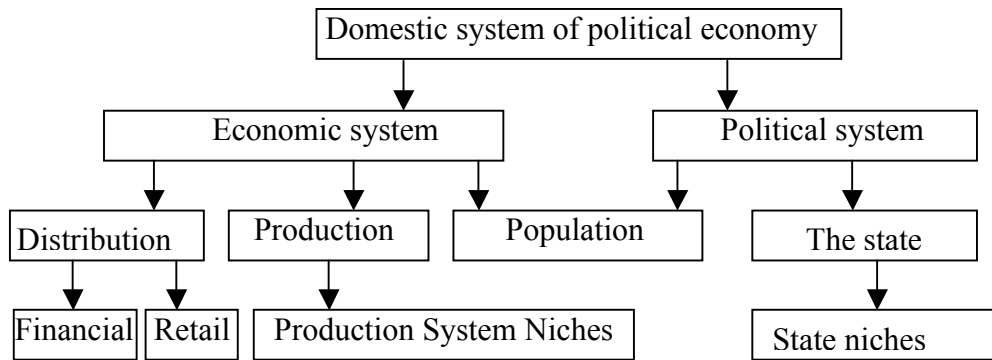 Domestic system of political economy
Economic system
Political system
Distribution
Production
Population
The state
Financial
Retail
Production System Niches
State niches